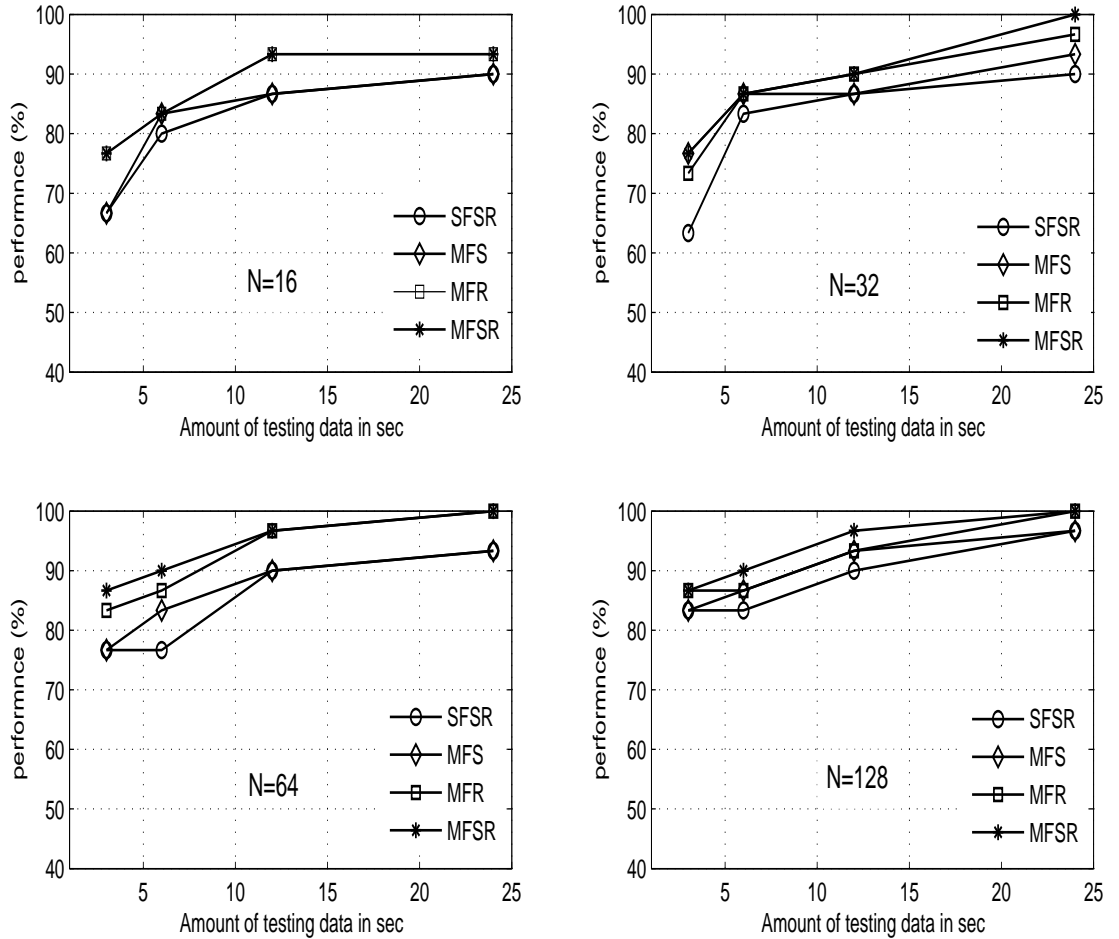 100
90
80
70
60
50
40
performnce (%)
N=16
SFSR
MFS
MFR
MFSR
5 10 15 20 25
Amount of testing data in sec
100
90
80
70
60
50
40
performnce (%)
N=32
SFSR
MFS
MFR
MFSR
5 10 15 20 25
Amount of testing data in sec
100
90
80
70
60
50
40
performnce (%)
N=64
SFSR
MFS
MFR
MFSR
5 10 15 20 25
Amount of testing data in sec
100
90
80
70
60
50
40
performnce (%)
N=128
SFSR
MFS
MFR
MFSR
5 10 15 20 25
Amount of testing data in sec